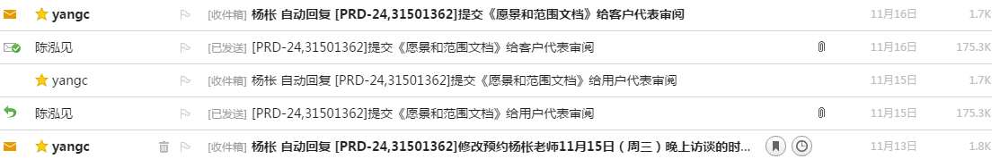 yangc [收件箱] 杨枨 自动回复 [PRD-24,31501362]提交《愿景和范围文档》给客户代表审阅 11月16日 1.7K
陈泓见 [已发送] [PRD-24,31501362]提交《愿景和范围文档》给客户代表审阅 11月16日 175.3K
yangc [收件箱] 杨枨 自动回复 [PRD-24,31501362]提交《愿景和范围文档》给用户代表审阅 11月15日 1.7K
陈泓见 [已发送] [PRD-24,31501362]提交《愿景和范围文档》给用户代表审阅 11月15日 175.3K
yangc [收件箱] 杨枨 自动回复 [PRD-24,31501362]修改预约杨枨老师11月15日（周三）晚上访谈的时... 11月13日 1.8K